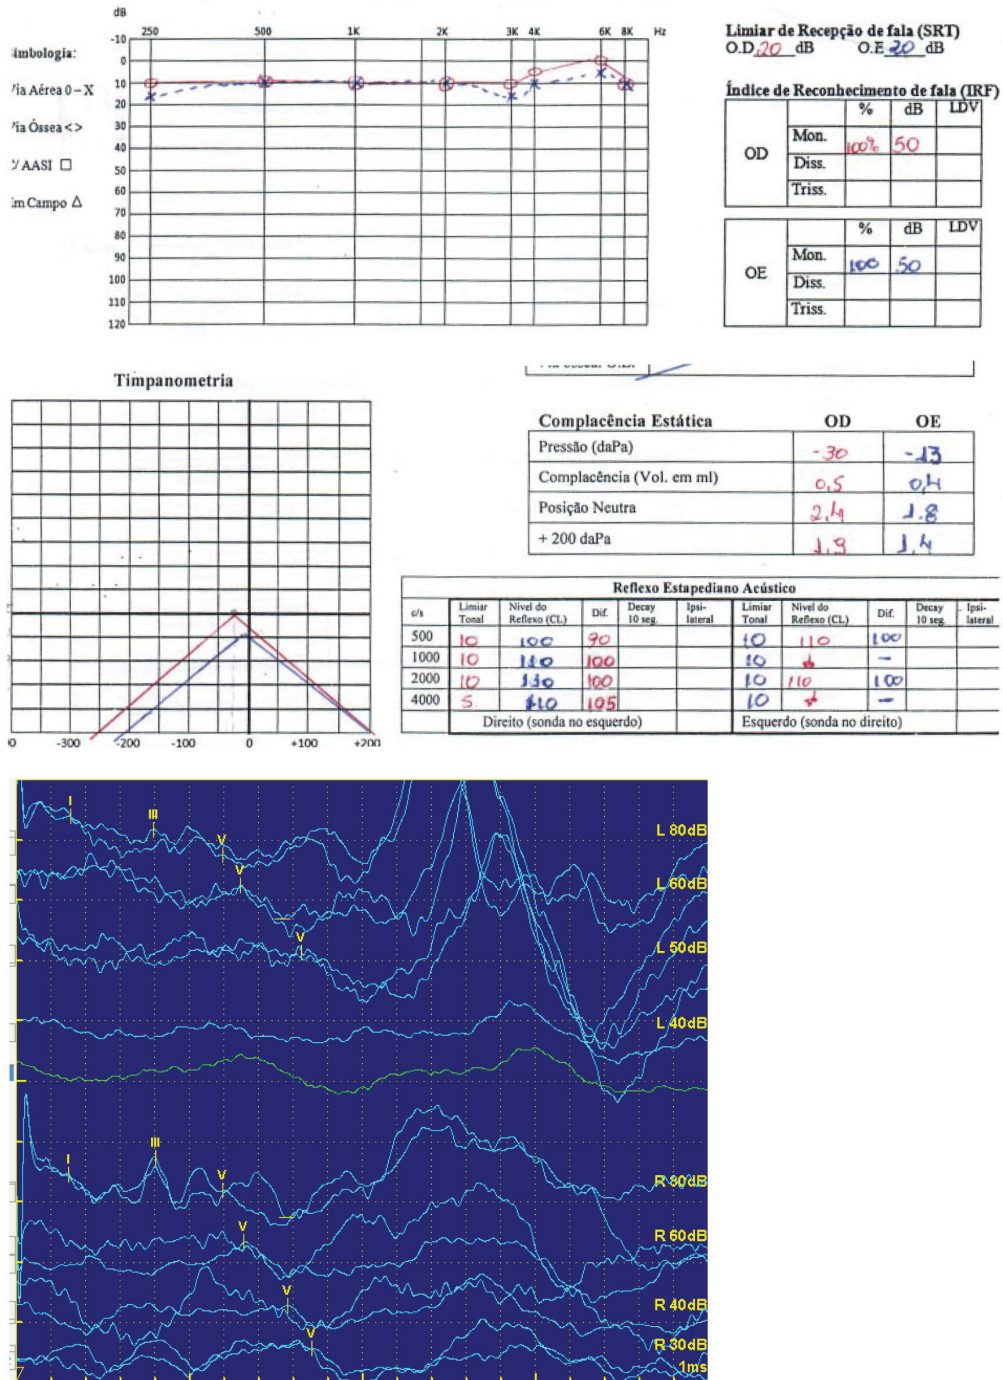 dB
250 500 1K 2K 3K 4K 6K 8K Hz
-10
0
10
20
30
40
50
60
70
80
90
100
110
120
imbologia:
Via Aérea 0 – X
Via Óssea < >
AASI □
Em Campo Δ
Limiar de Recepção de fala (SRT)
O.D. 20 dB O.E 20 dB
Índice de Reconhecimento de fala (IRF)
% dB LDV
OD
Mon. 100% 50
Diss.
Triss.
% dB LDV
OE
Mon. 100 50
Diss.
Triss.
Timpanometria
0 -300 -200 -100 0 +100 +200
Complacência Estática OD OE
Pressão (daPa) -30 -13
Complacência (Vol. em ml) 0,5 0,4
Posição Neutra 2,4 1.8
+ 200 daPa 1,9 1,4
Reflexo Estapediano Acústico
c/s Limiar Tonal Nivel do Reflexo (CL) Dif. Decay 10 seg. Ipsi-lateral Limiar Tonal Nivel do Reflexo (CL) Dif. Decay 10 seg. Ipsi-lateral
500 10 100 90 10 110 100
1000 10 110 100 10 ↓ –
2000 10 110 100 10 110 100
4000 5 110 105 10 ↓ –
Direito (sonda no esquerdo) Esquerdo (sonda no direito)
I III V
L 80dB
V
L 60dB
V
L 50dB
L 40dB
I III V
R 80dB
V
R 60dB
V
R 40dB
V
R 30dB
1ms